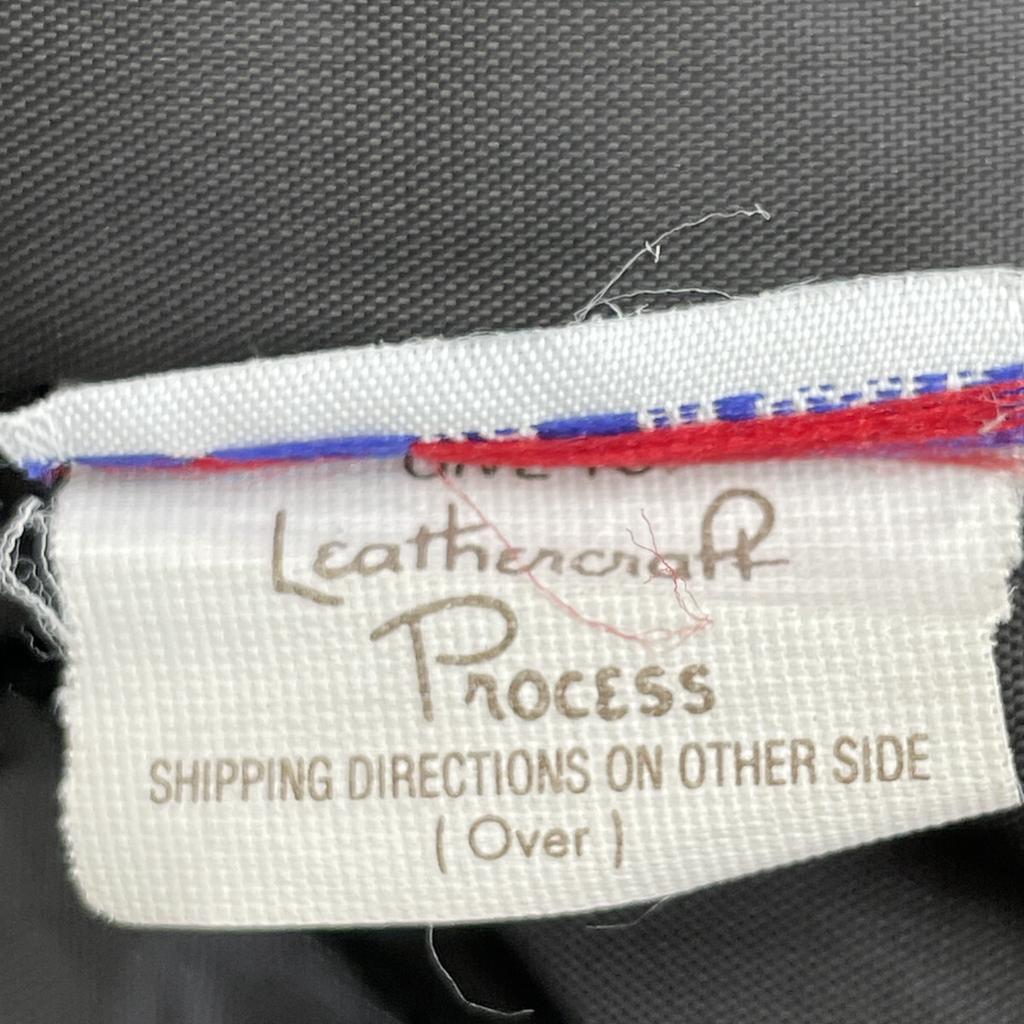 Leathercraft
Process
SHIPPING DIRECTIONS ON OTHER SIDE
( Over )